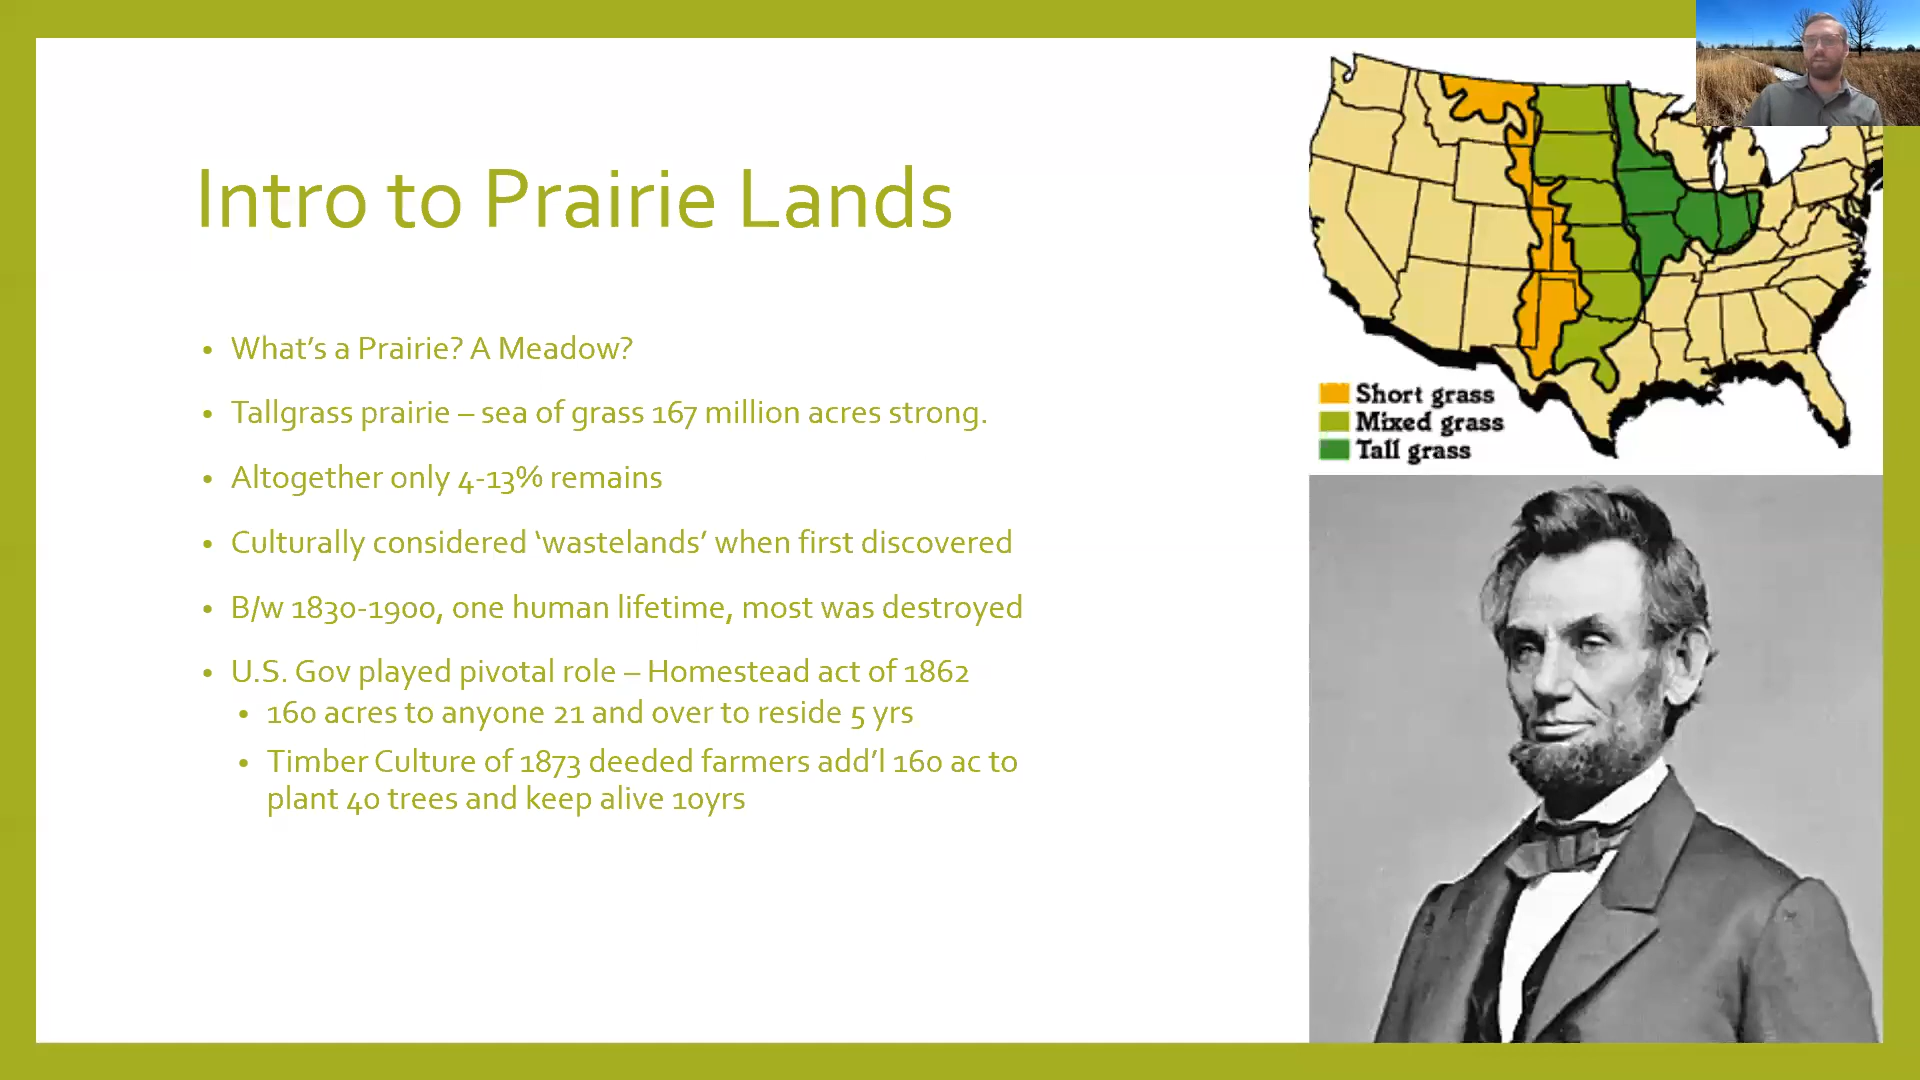 Intro to Prairie Lands
• What’s a Prairie? A Meadow?
• Tallgrass prairie – sea of grass 167 million acres strong.
• Altogether only 4-13% remains
• Culturally considered ‘wastelands’ when first discovered
• B/w 1830-1900, one human lifetime, most was destroyed
• U.S. Gov played pivotal role – Homestead act of 1862
• 160 acres to anyone 21 and over to reside 5 yrs
• Timber Culture of 1873 deeded farmers add’l 160 ac to
plant 40 trees and keep alive 10yrs
Short grass
Mixed grass
Tall grass